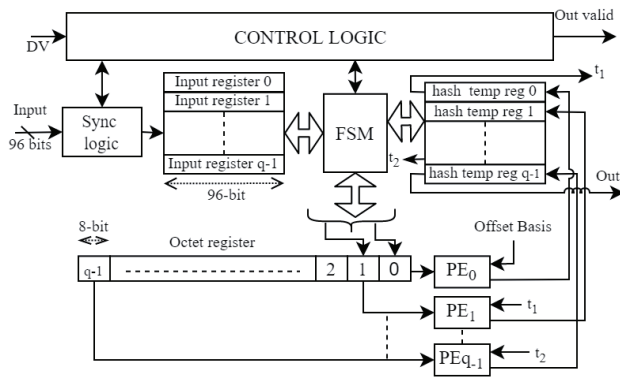 Out valid
DV
CONTROL LOGIC
t1
Input register 0
hash temp reg 0
Input
Input register 1
hash temp reg 1
96 bits
Sync
logic
FSM
t2
Input register q-1
hash temp reg q-1
96-bit
Out
8-bit
Octet register
Offset Basis
q-1
2 1 0
PE0
PE1
t1
PEq-1
t2